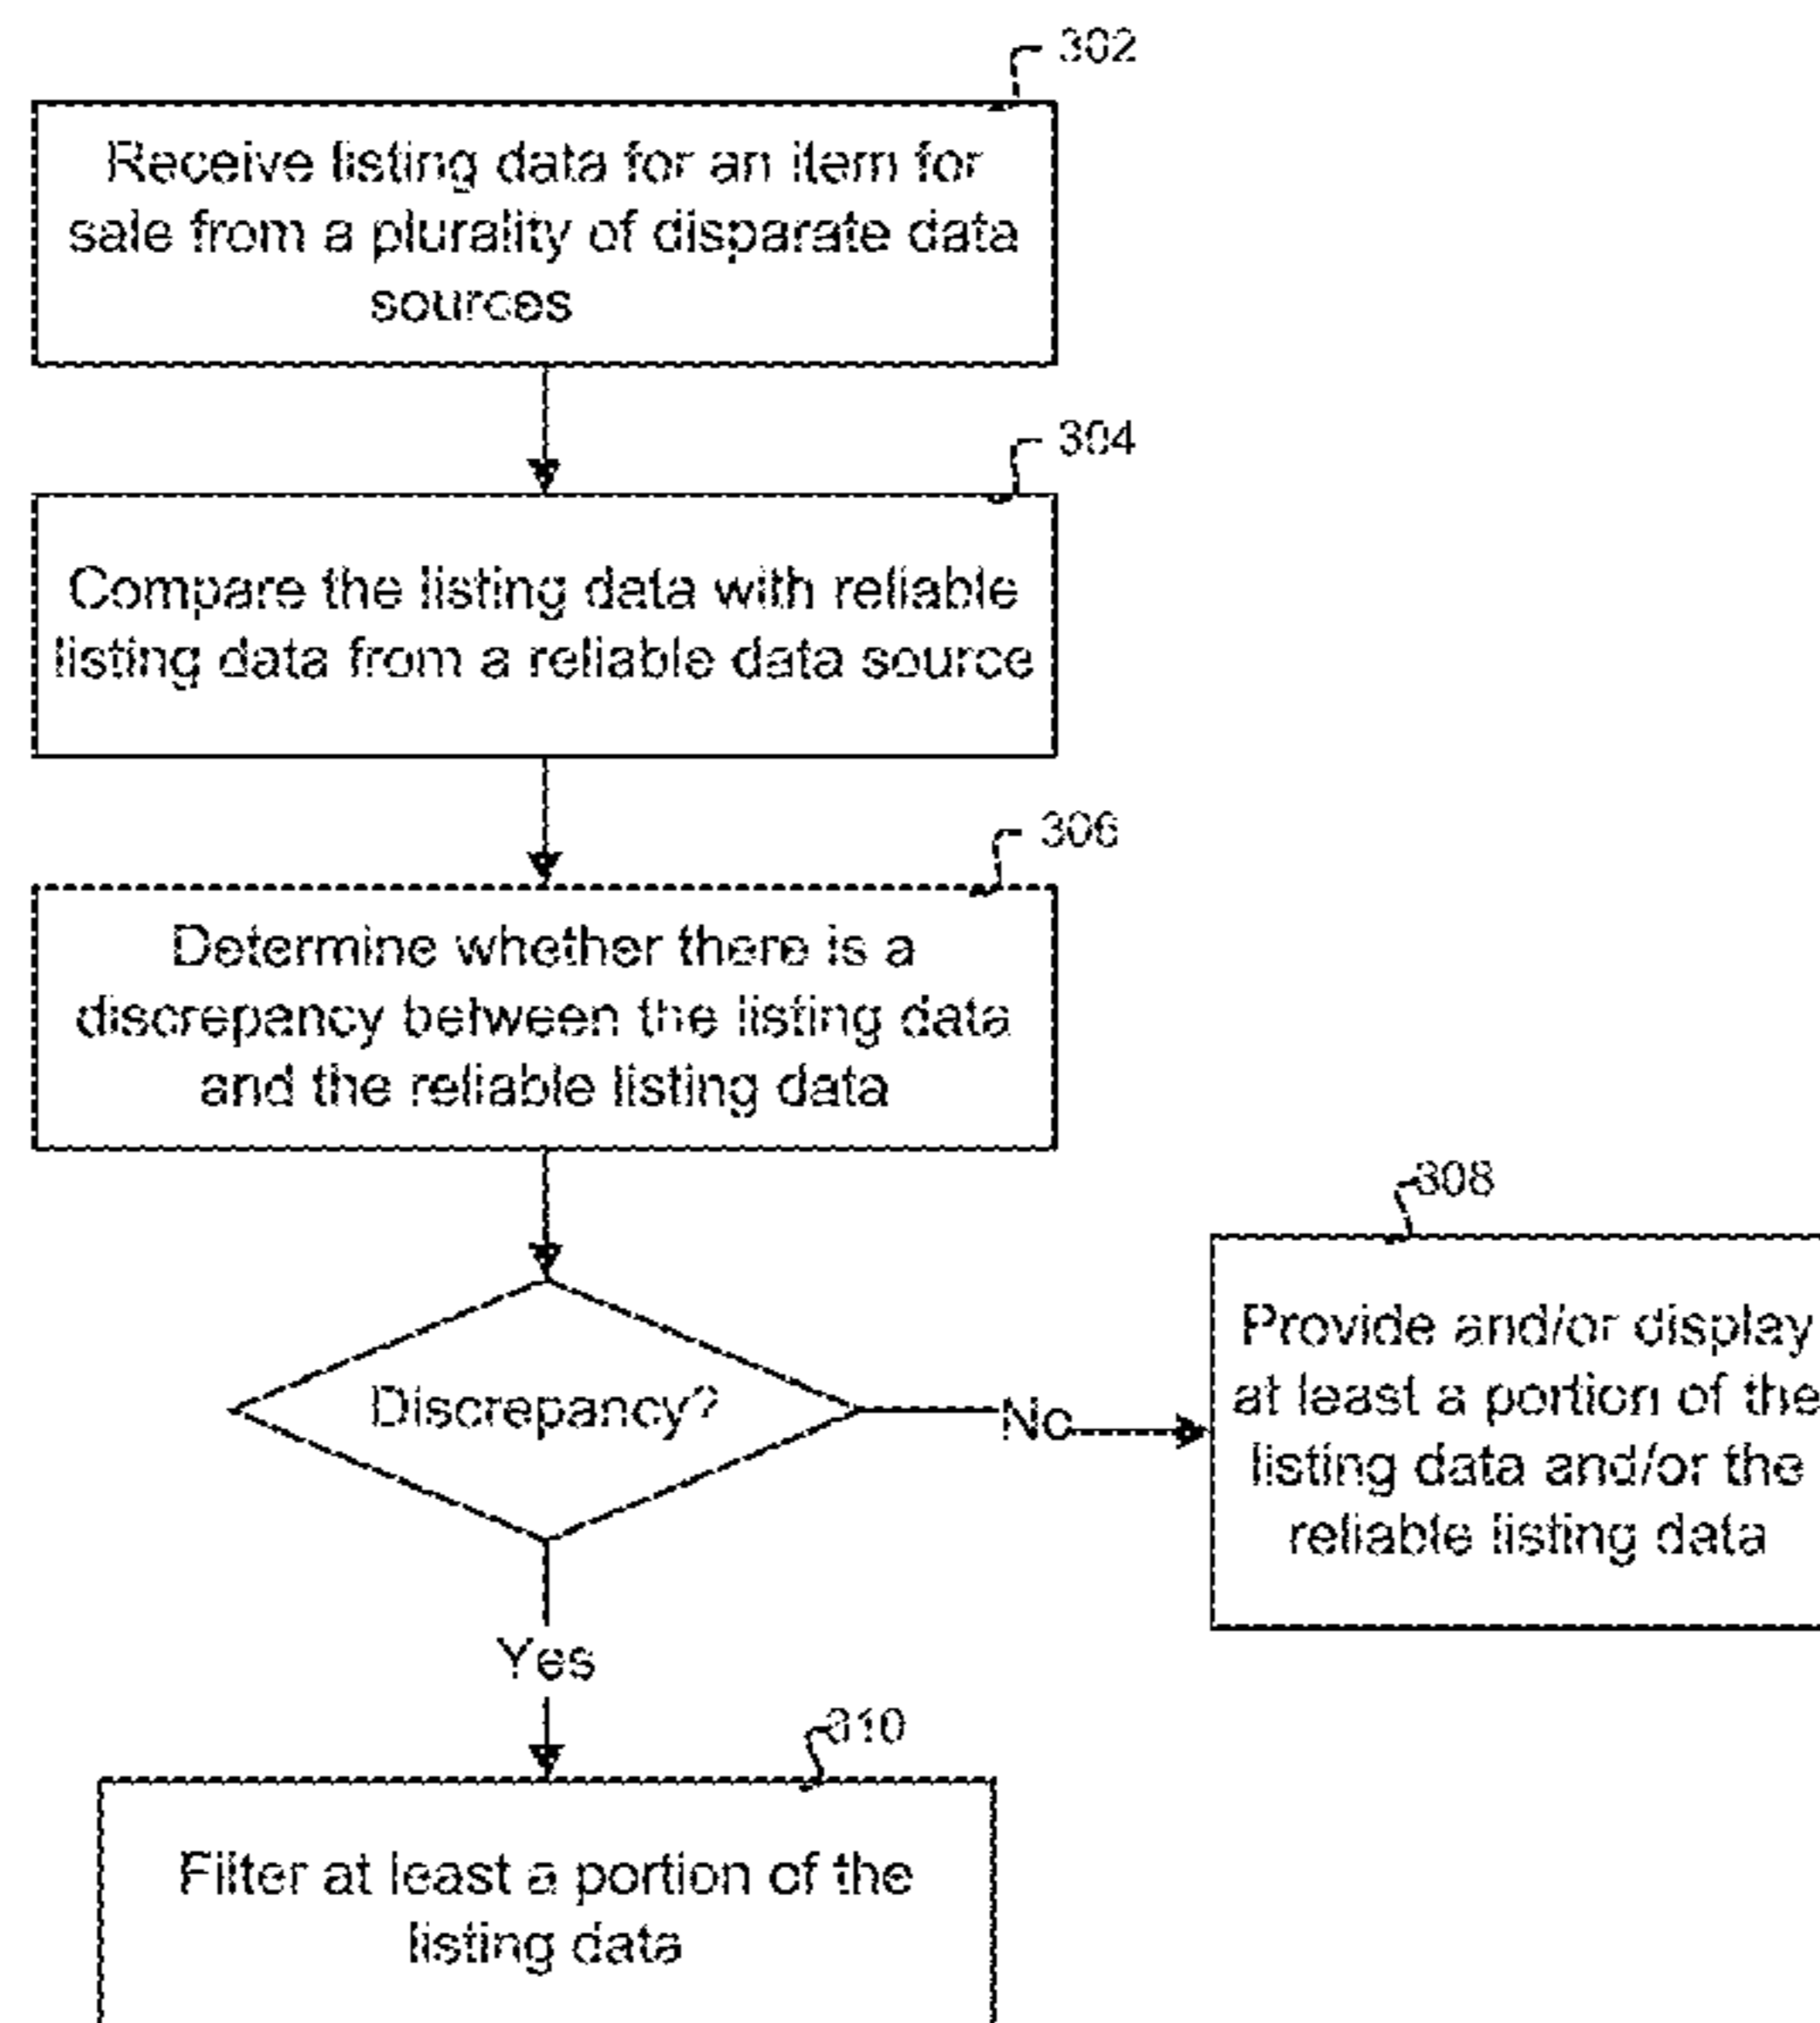 302
Receive listing data for an item for
sale from a plurality of disparate data
sources
304
Compare the listing data with reliable
listing data from a reliable data source
306
Determine whether there is a
discrepancy between the listing data
and the reliable listing data
308
Discrepancy?
No
Provide and/or display
at least a portion of the
listing data and/or the
reliable listing data
Yes
310
Filter at least a portion of the
listing data